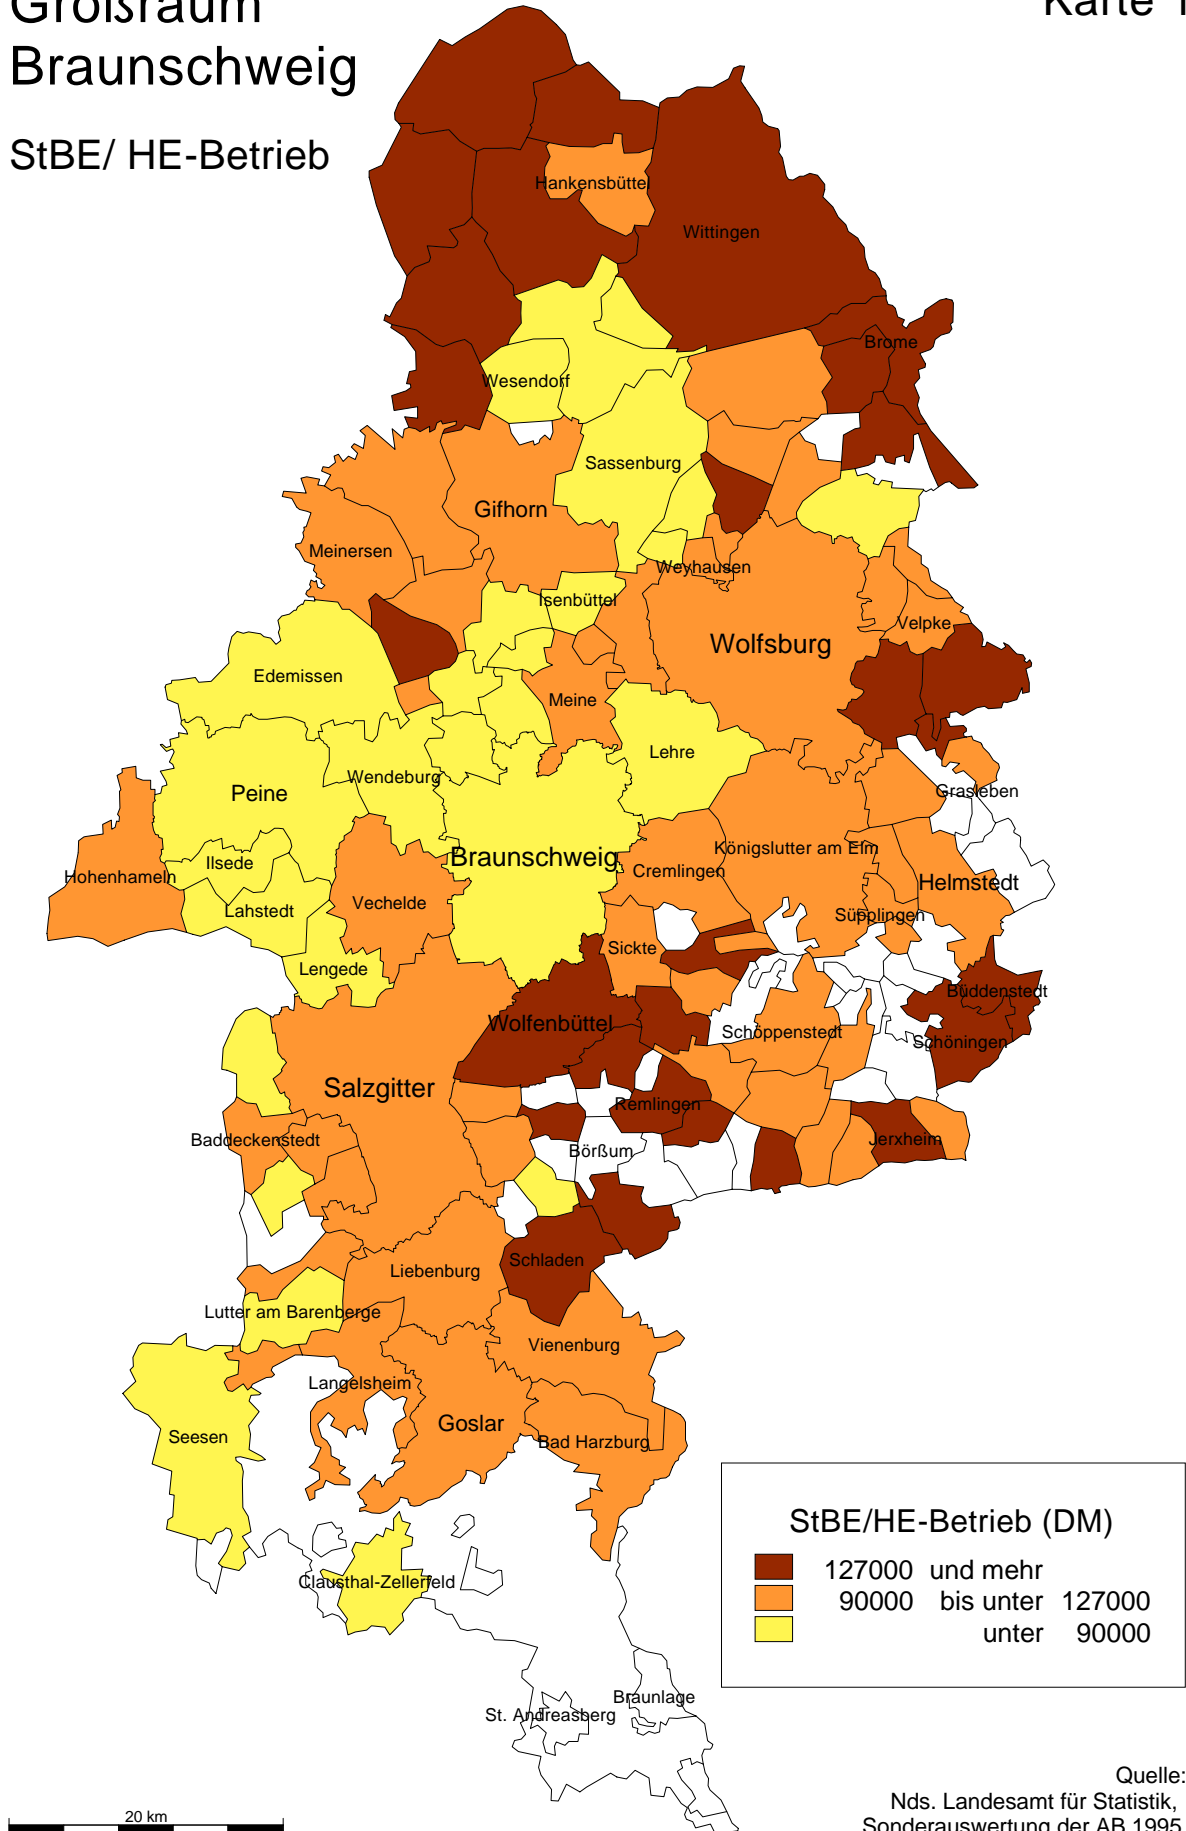 Großraum
Karte 1
Braunschweig
StBE/ HE-Betrieb
Hankensbüttel
Wittingen
Brome
Wesendorf
Sassenburg
Gifhorn
Meinersen
Weyhausen
Isenbüttel
Velpke
Wolfsburg
Edemissen
Meine
Lehre
Wendeburg
Peine
Grasleben
Königslutter am Elm
Braunschweig
Ilsede
Cremlingen
Hohenhameln
Helmstedt
Vechelde
Lahstedt
Süpplingen
Sickte
Lengede
Büddenstedt
Wolfenbüttel
Schöppenstedt
Schöningen
Salzgitter
Remlingen
Baddeckenstedt
Jerxheim
Börßum
Schladen
Liebenburg
Lutter am Barenberge
Vienenburg
Langelsheim
Goslar
Seesen
Bad Harzburg
StBE/HE-Betrieb (DM)
127000 und mehr
90000 bis unter 127000
unter 90000
Clausthal-Zellerfeld
Braunlage
St. Andreasberg
Quelle:
Nds. Landesamt für Statistik,
20 km
Sonderauswertung der AB 1995